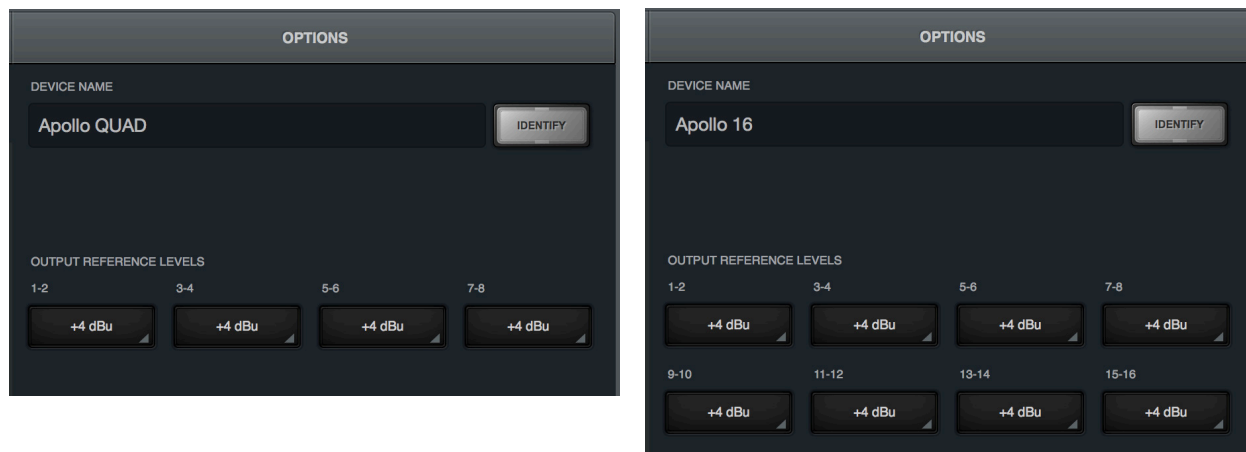 OPTIONS
DEVICE NAME
Apollo QUAD
IDENTIFY
OUTPUT REFERENCE LEVELS
1-2 3-4 5-6 7-8
+4 dBu +4 dBu +4 dBu +4 dBu
OPTIONS
DEVICE NAME
Apollo 16
IDENTIFY
OUTPUT REFERENCE LEVELS
1-2 3-4 5-6 7-8
+4 dBu +4 dBu +4 dBu +4 dBu
9-10 11-12 13-14 15-16
+4 dBu +4 dBu +4 dBu +4 dBu